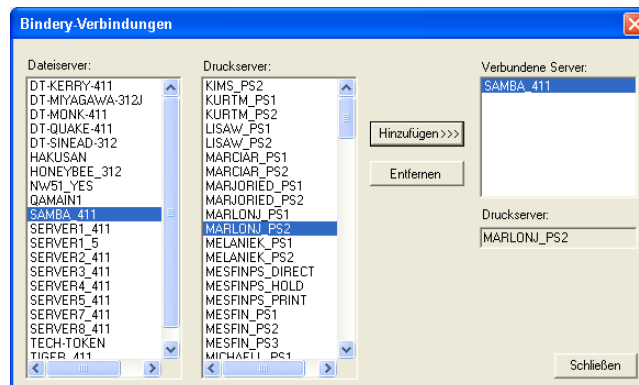 Bindery-Verbindungen
Dateiserver:
DT-KERRY-411
DT-MIYAGAWA-312J
DT-MONK-411
DT-QUAKE-411
DT-SINEAD-312
HAKUSAN
HONEYBEE_312
NW51_YES
QAMAIN1
SAMBA_411
SERVER1_411
SERVER1_5
SERVER2_411
SERVER3_411
SERVER4_411
SERVER5_411
SERVER7_411
SERVER8_411
TECH-TOKEN
TIGER_411
Druckserver:
KIMS_PS2
KURTM_PS1
KURTM_PS2
LISAW_PS1
LISAW_PS2
MARCIAR_PS1
MARCIAR_PS2
MARJORIED_PS1
MARJORIED_PS2
MARLONJ_PS1
MARLONJ_PS2
MELANIEK_PS1
MELANIEK_PS2
MESFINPS_DIRECT
MESFINPS_HOLD
MESFINPS_PRINT
MESFIN_PS1
MESFIN_PS2
MESFIN_PS3
MICHAELL_PS1
Hinzufügen>>>
Entfernen
Verbundene Server:
SAMBA_411
Druckserver:
MARLONJ_PS2
Schließen